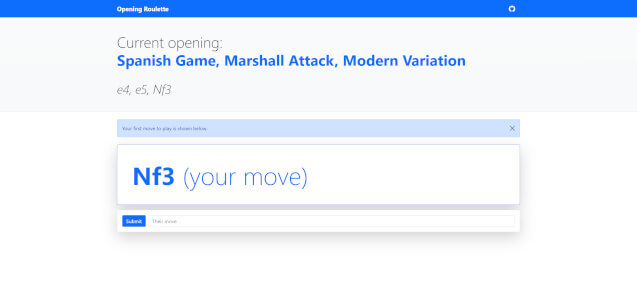 Opening Roulette
Current opening:
Spanish Game, Marshall Attack, Modern Variation
e4, e5, Nf3
Your first move to play is shown below.
Nf3 (your move)
Submit
Their move